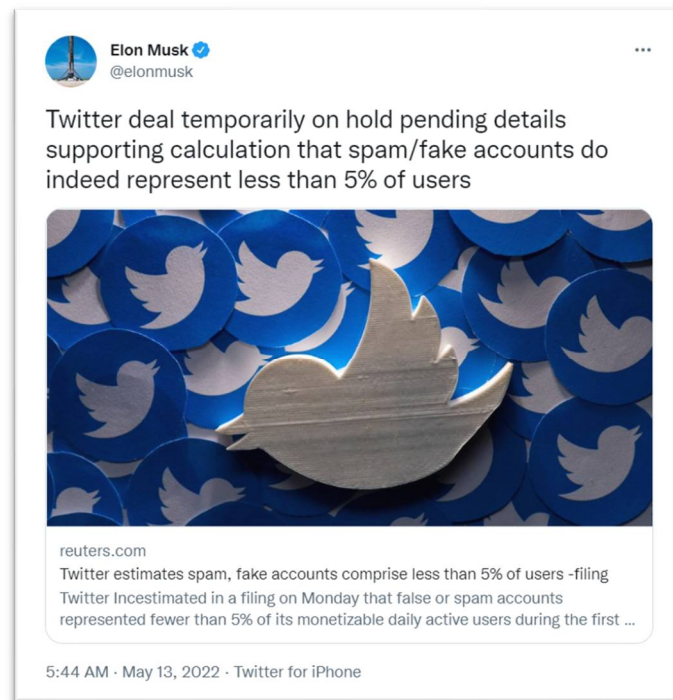 Elon Musk
@elonmusk
Twitter deal temporarily on hold pending details
supporting calculation that spam/fake accounts do
indeed represent less than 5% of users
reuters.com
Twitter estimates spam, fake accounts comprise less than 5% of users -filing
Twitter Incestimated in a filing on Monday that false or spam accounts
represented fewer than 5% of its monetizable daily active users during the first ...
5:44 AM · May 13, 2022 · Twitter for iPhone